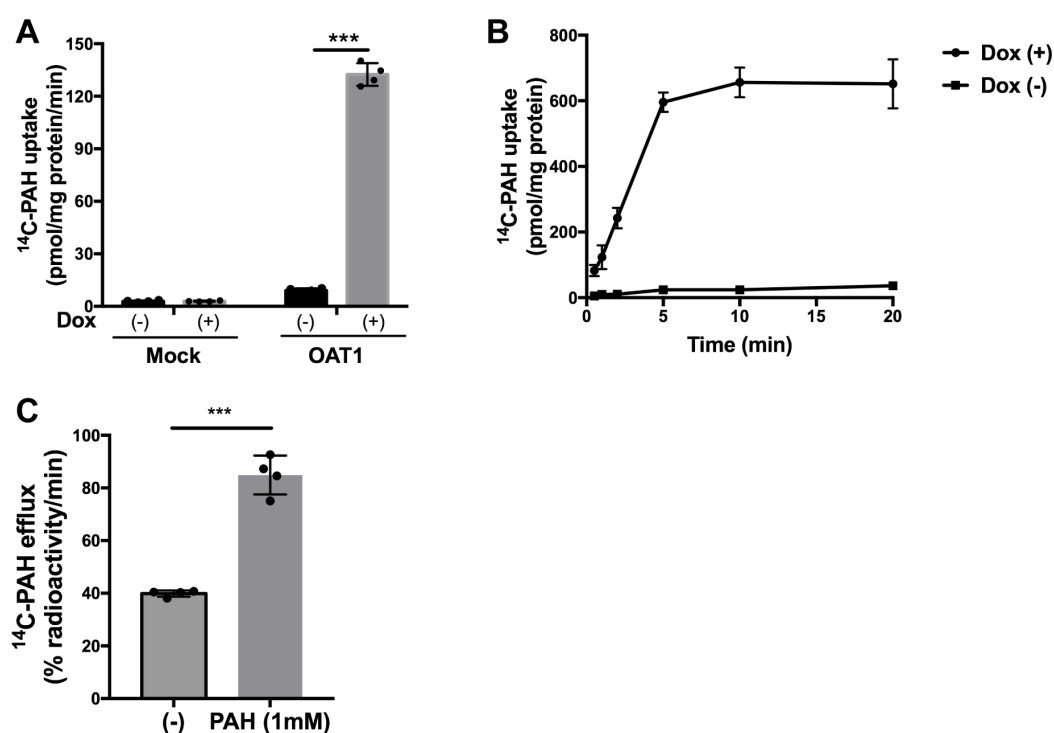 A
¹⁴C-PAH uptake
(pmol/mg protein/min)
150
120
90
60
30
0
***
Dox
(-)
(+)
(-)
(+)
Mock
OAT1
B
¹⁴C-PAH uptake
(pmol/mg protein)
800
600
400
200
0
0
5
10
15
20
Time (min)
Dox (+)
Dox (-)
C
¹⁴C-PAH efflux
(% radioactivity/min)
100
80
60
40
20
0
***
(-)
PAH (1mM)